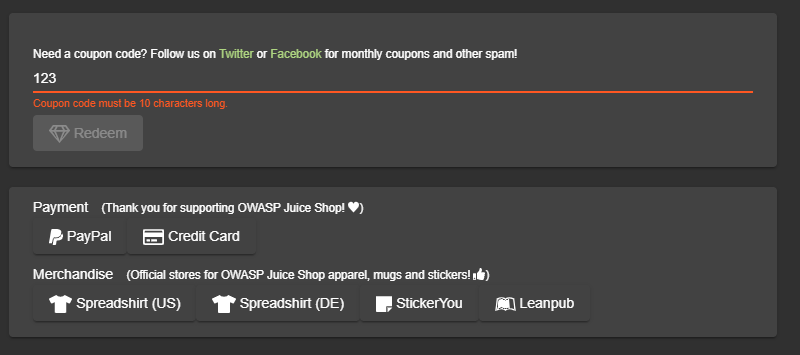 Need a coupon code? Follow us on Twitter or Facebook for monthly coupons and other spam!
123
Coupon code must be 10 characters long.
Redeem
Payment (Thank you for supporting OWASP Juice Shop! ♥)
PayPal Credit Card
Merchandise (Official stores for OWASP Juice Shop apparel, mugs and stickers! 👍)
Spreadshirt (US) Spreadshirt (DE) StickerYou Leanpub